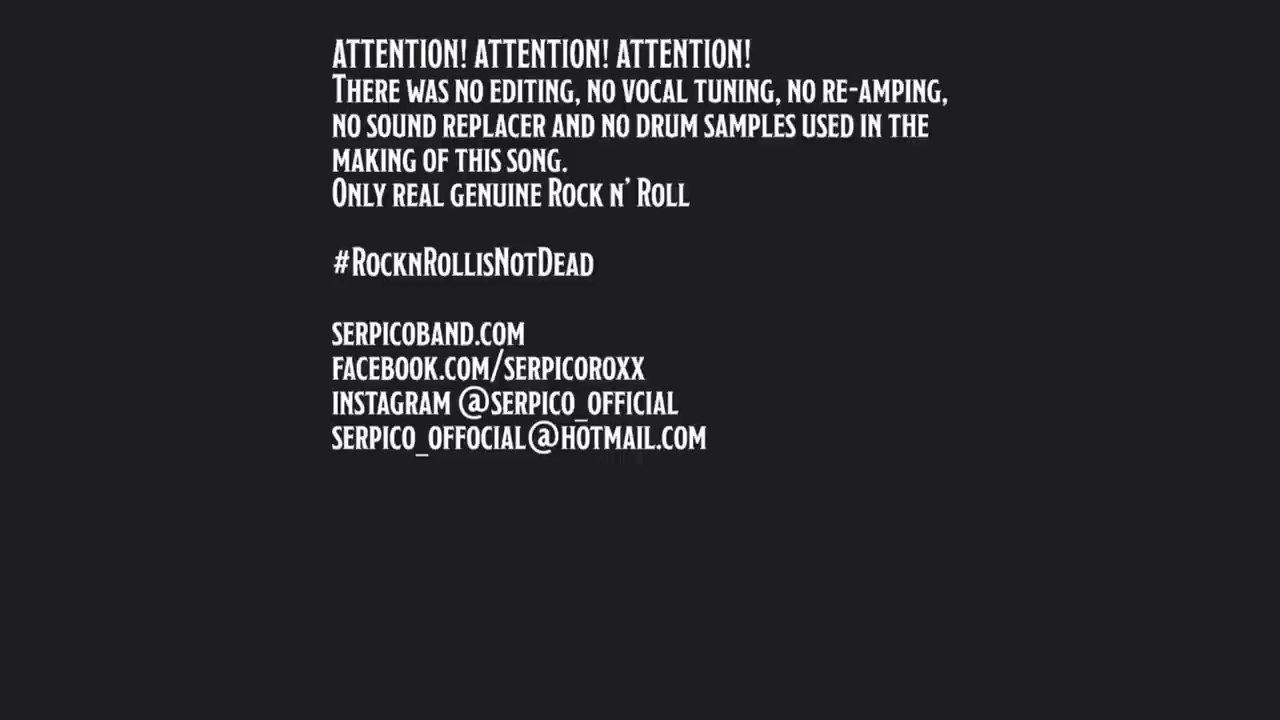 ATTENTION! ATTENTION! ATTENTION!
There was no editing, no vocal tuning, no re-amping,
no sound replacer and no drum samples used in the
making of this song.
Only real genuine Rock n' Roll
#RocknRollisNotDead
serpicoband.com
facebook.com/serpicoroxx
instagram @serpico_official
serpico_offocial@hotmail.com